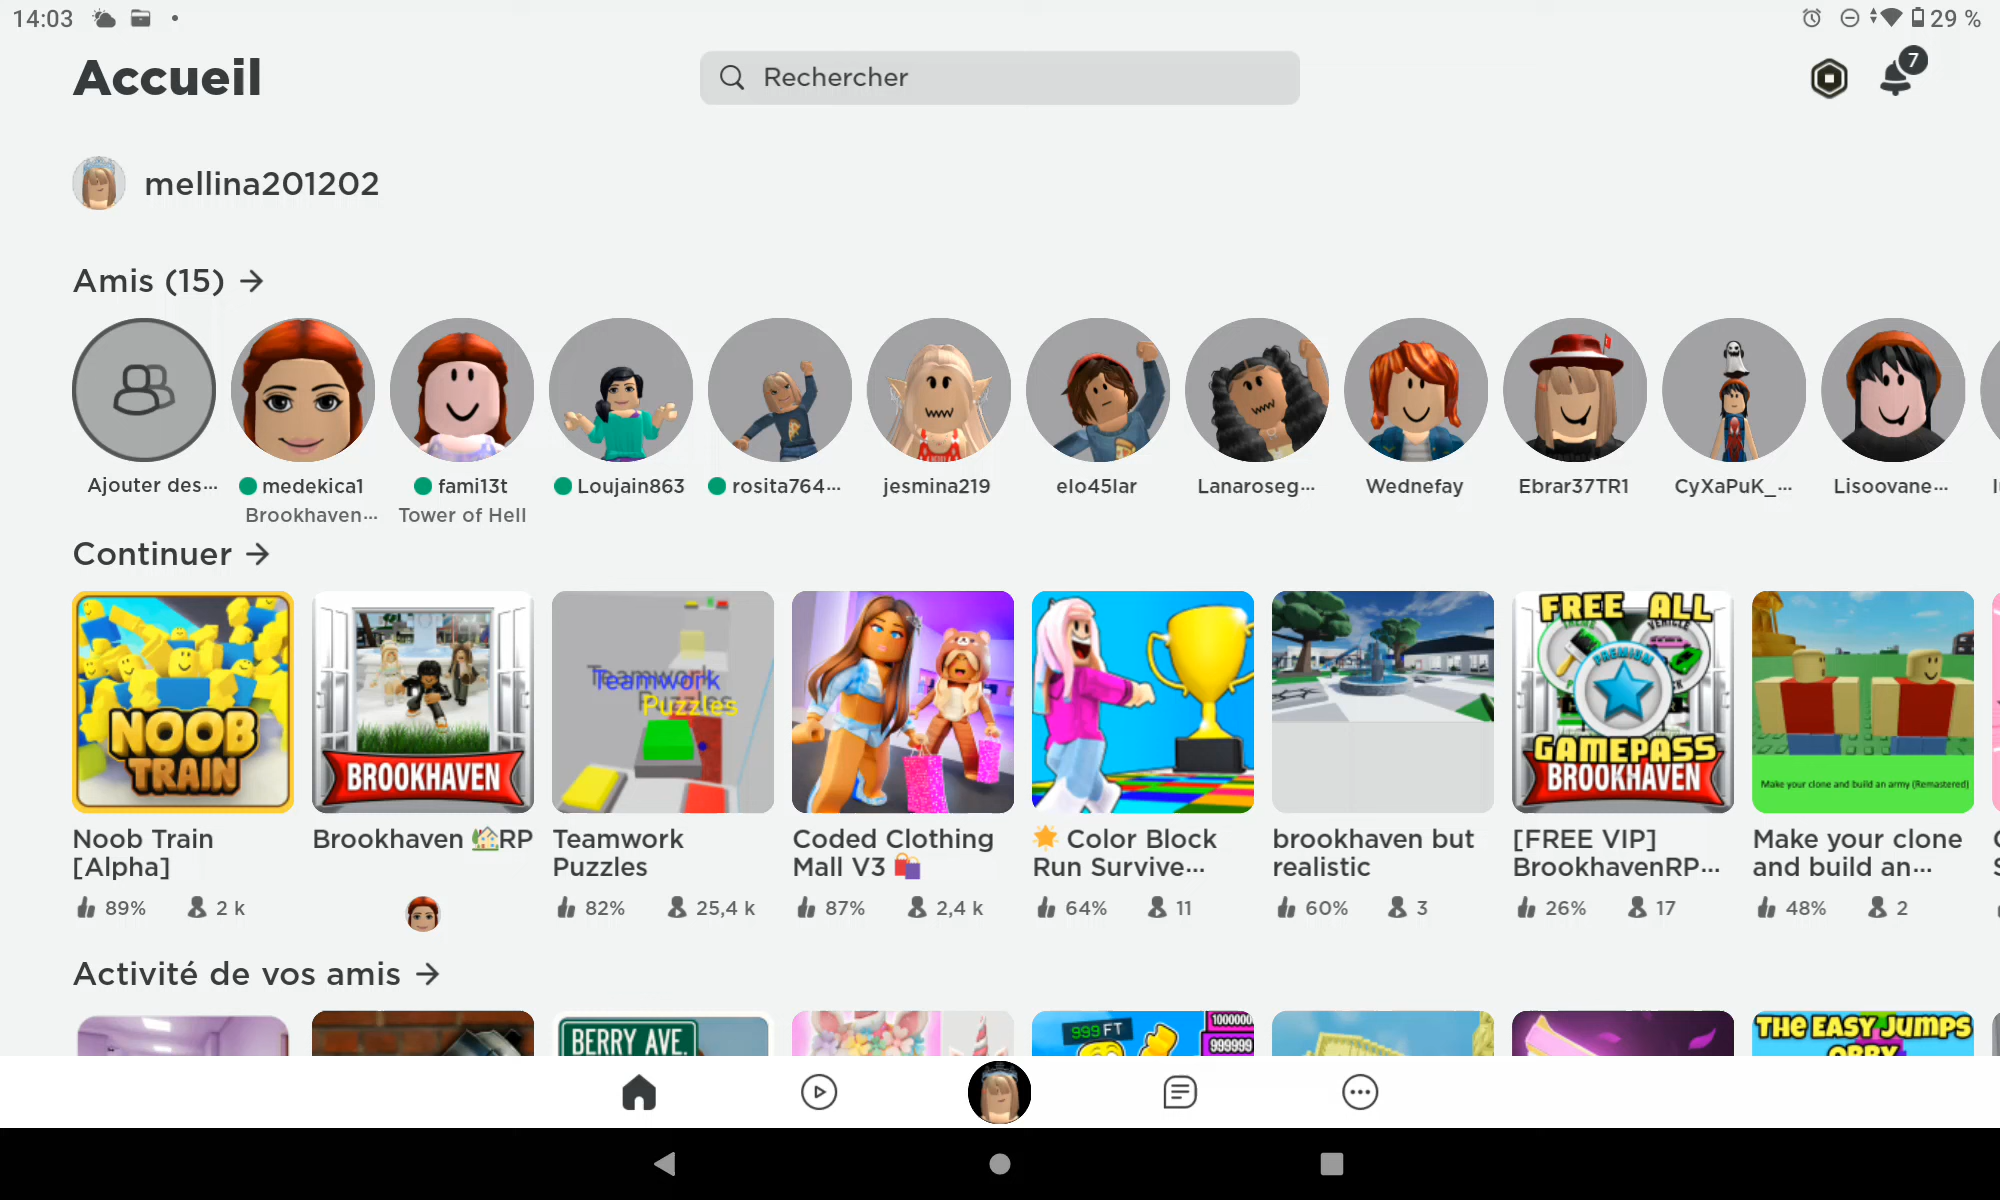 14:03
29 %
Accueil
Rechercher
7
mellina201202
Amis (15) →
Ajouter des...
medekica1
fami13t
Loujain863
rosita764...
jesmina219
elo45lar
Lanaroseg...
Wednefay
Ebrar37TR1
CyXaPuK_...
Lisoovane...
Brookhaven...
Tower of Hell
Continuer →
NOOB
TRAIN
BROOKHAVEN
Teamwork
Puzzles
FREE ALL
VEHICLE
PREMIUM
GAMEPASS
BROOKHAVEN
Make your clone and build an army (Remastered)
Noob Train
[Alpha]
Brookhaven 🏡RP
Teamwork
Puzzles
Coded Clothing
Mall V3 🛍️
🌟 Color Block
Run Survive...
brookhaven but
realistic
[FREE VIP]
BrookhavenRP...
Make your clone
and build an...
89%
2 k
82%
25,4 k
87%
2,4 k
64%
11
60%
3
26%
17
48%
2
Activité de vos amis →
BERRY AVE.
999 FT
1000000
999999
THE EASY JUMPS
OBBY